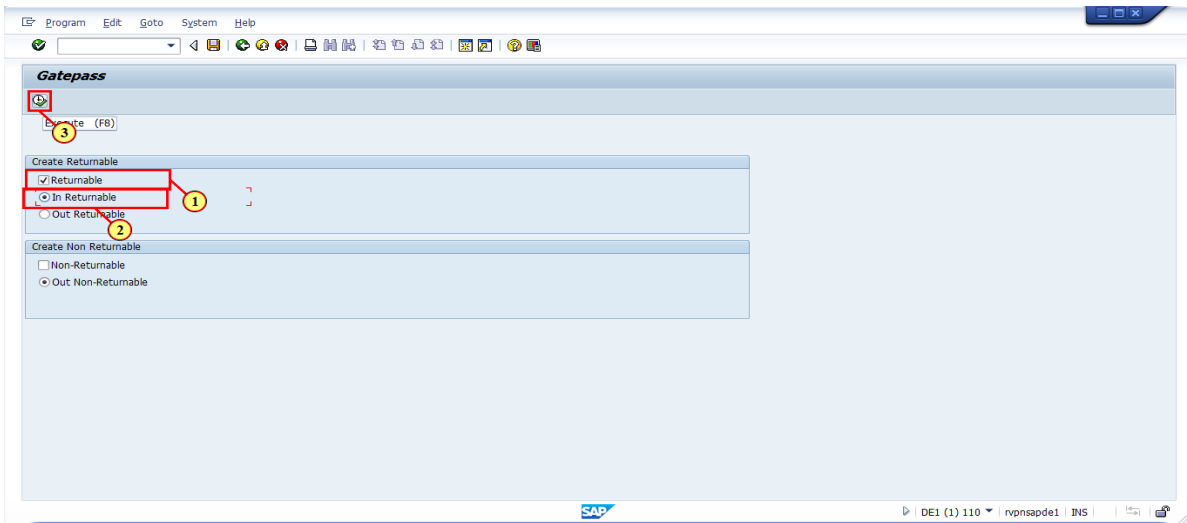 Program Edit Goto System Help
Gatepass
Execute (F8)
3
Create Returnable
Returnable
In Returnable
1
Out Returnable
2
Create Non Returnable
Non-Returnable
Out Non-Returnable
SAP
DE1 (1) 110 rvpnsapde1 INS